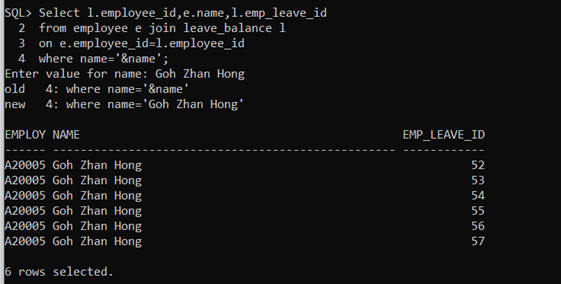 SQL> Select l.employee_id,e.name,l.emp_leave_id
  2  from employee e join leave_balance l
  3  on e.employee_id=l.employee_id
  4  where name='&name';
Enter value for name: Goh Zhan Hong
old   4: where name='&name'
new   4: where name='Goh Zhan Hong'
EMPLOY NAME                                               EMP_LEAVE_ID
------ -------------------------------------------------- ------------
A20005 Goh Zhan Hong                                                52
A20005 Goh Zhan Hong                                                53
A20005 Goh Zhan Hong                                                54
A20005 Goh Zhan Hong                                                55
A20005 Goh Zhan Hong                                                56
A20005 Goh Zhan Hong                                                57
6 rows selected.